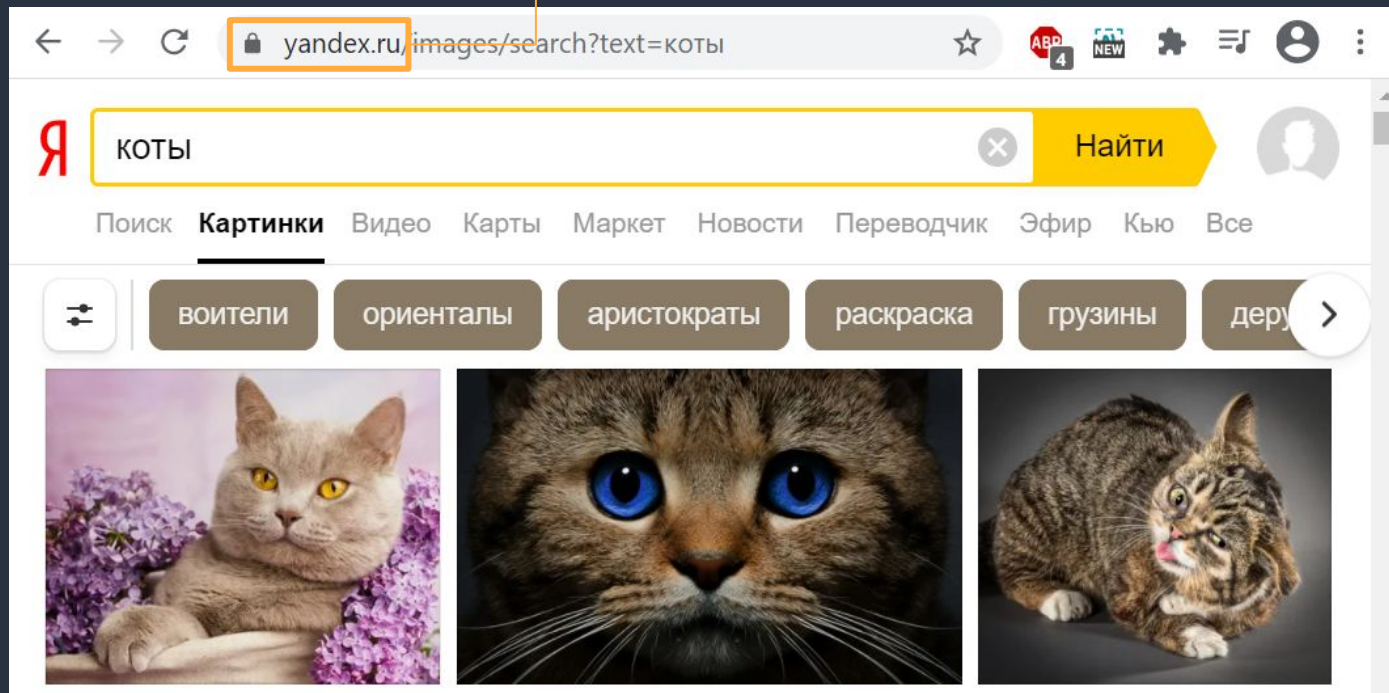 yandex.ru/images/search?text=коты
ABP 4 NEW
Я коты Найти
Поиск Картинки Видео Карты Маркет Новости Переводчик Эфир Кью Все
воители ориенталы аристократы раскраска грузины деру